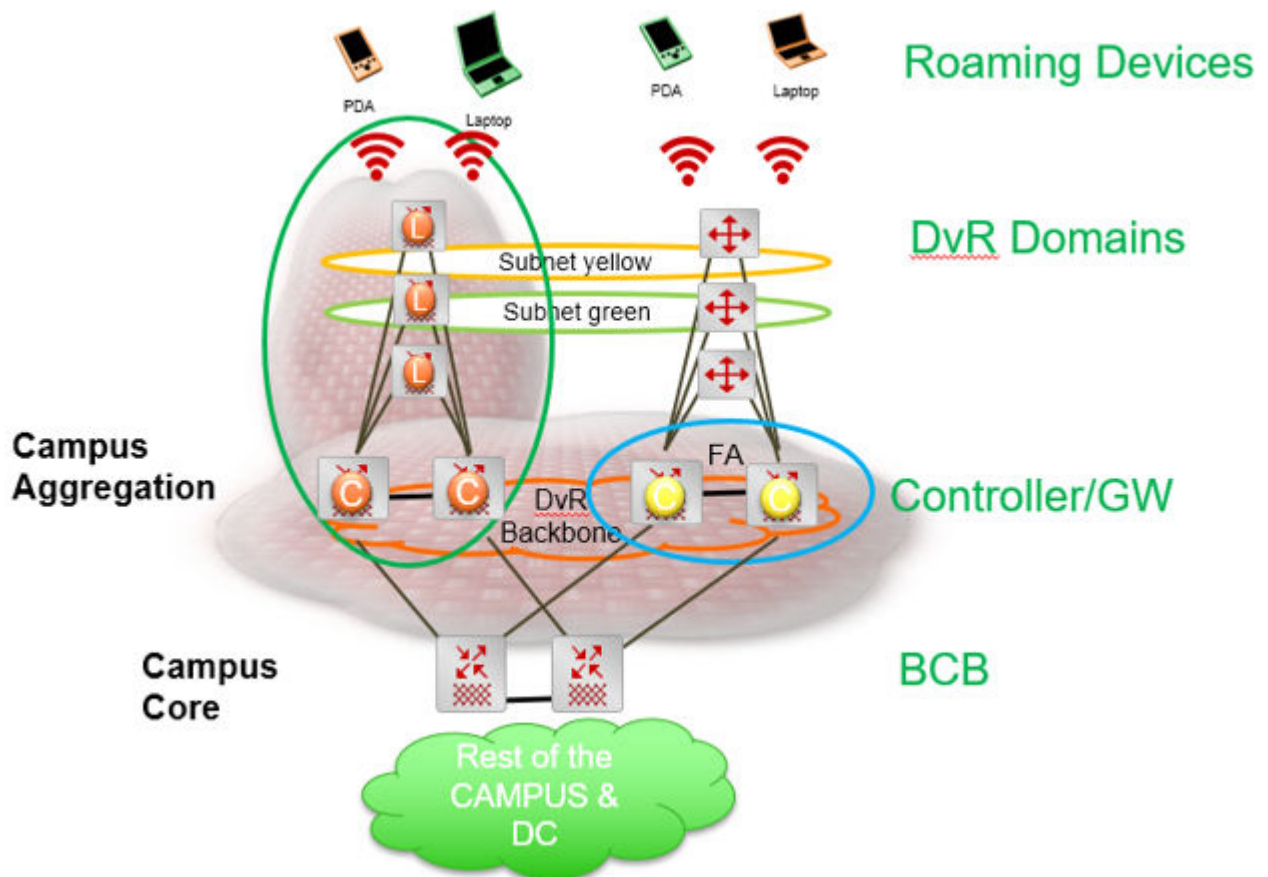 Roaming Devices
PDA
Laptop
PDA
Laptop
DvR Domains
L
Subnet yellow
L
Subnet green
L
Campus
Aggregation
FA
C
C
C
C
Controller/GW
DvR
Backbone
Campus
Core
BCB
Rest of the
CAMPUS &
DC